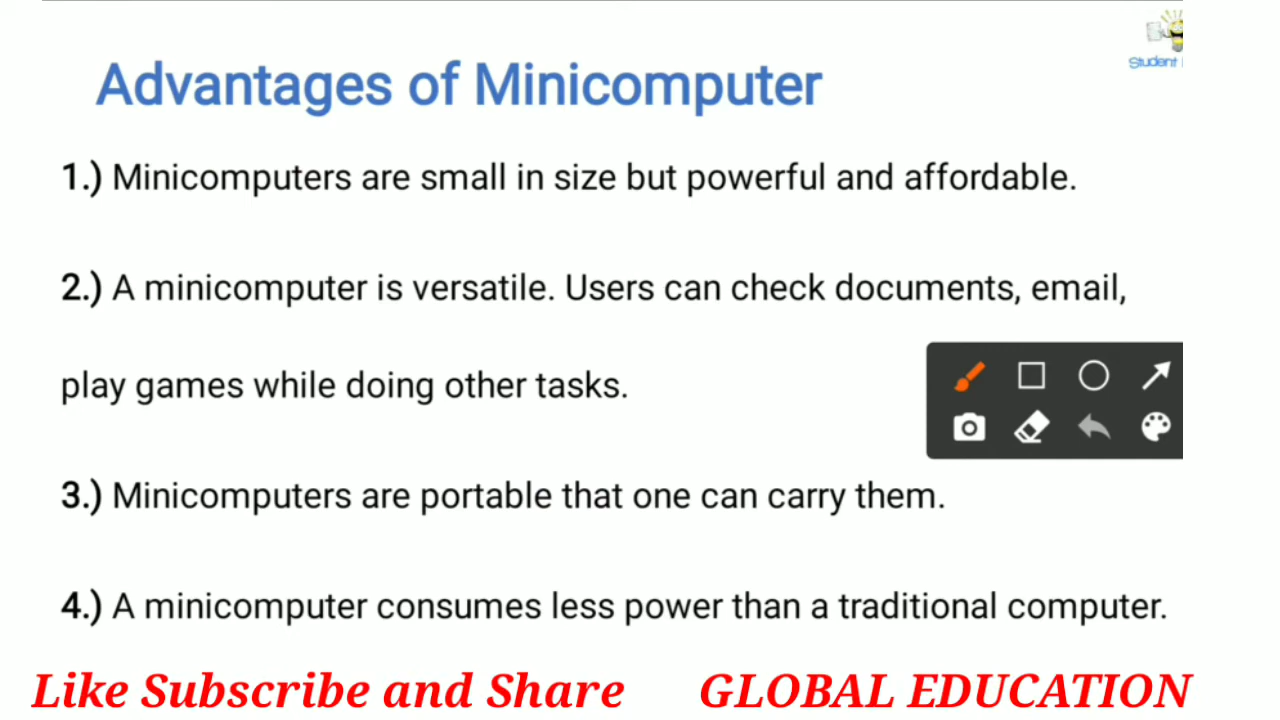 Student
Advantages of Minicomputer
1.) Minicomputers are small in size but powerful and affordable.
2.) A minicomputer is versatile. Users can check documents, email,
play games while doing other tasks.
3.) Minicomputers are portable that one can carry them.
4.) A minicomputer consumes less power than a traditional computer.
Like Subscribe and Share GLOBAL EDUCATION